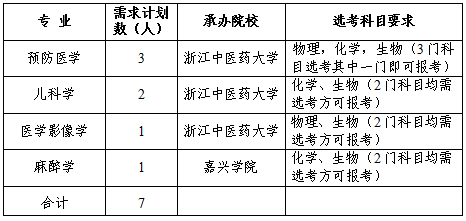 专 业 需求计划数（人） 承办院校 选考科目要求
预防医学 3 浙江中医药大学 物理，化学，生物（3门科目选考其中一门即可报考）
儿科学 2 浙江中医药大学 化学、生物（2门科目均需选考方可报考）
医学影像学 1 浙江中医药大学 物理、生物（2门科目均需选考方可报考）
麻醉学 1 嘉兴学院 化学、生物（2门科目均需选考方可报考）
合计 7